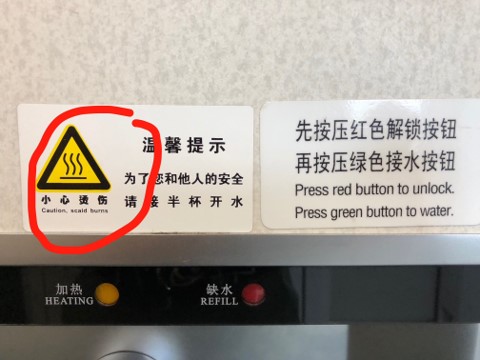 温馨提示
小心烫伤
Caution, scald burns
为了您和他人的安全
请接半杯开水
先按压红色解锁按钮
再按压绿色接水按钮
Press red button to unlock.
Press green button to water.
加热
HEATING
缺水
REFILL